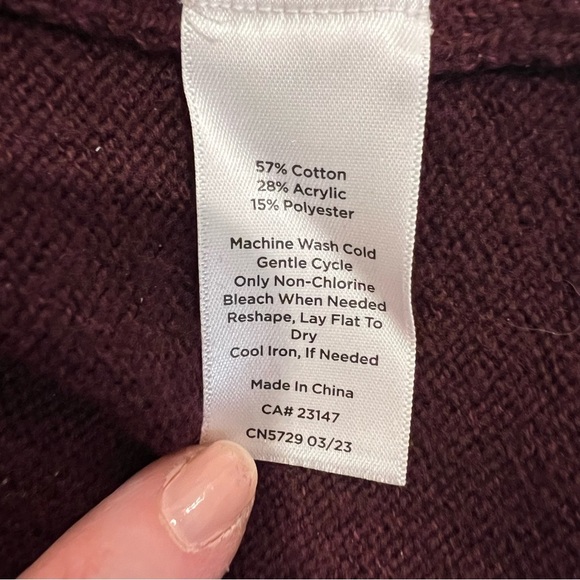 57% Cotton
28% Acrylic
15% Polyester
Machine Wash Cold
Gentle Cycle
Only Non-Chlorine
Bleach When Needed
Reshape, Lay Flat To
Dry
Cool Iron, If Needed
Made In China
CA# 23147
CN5729 03/23